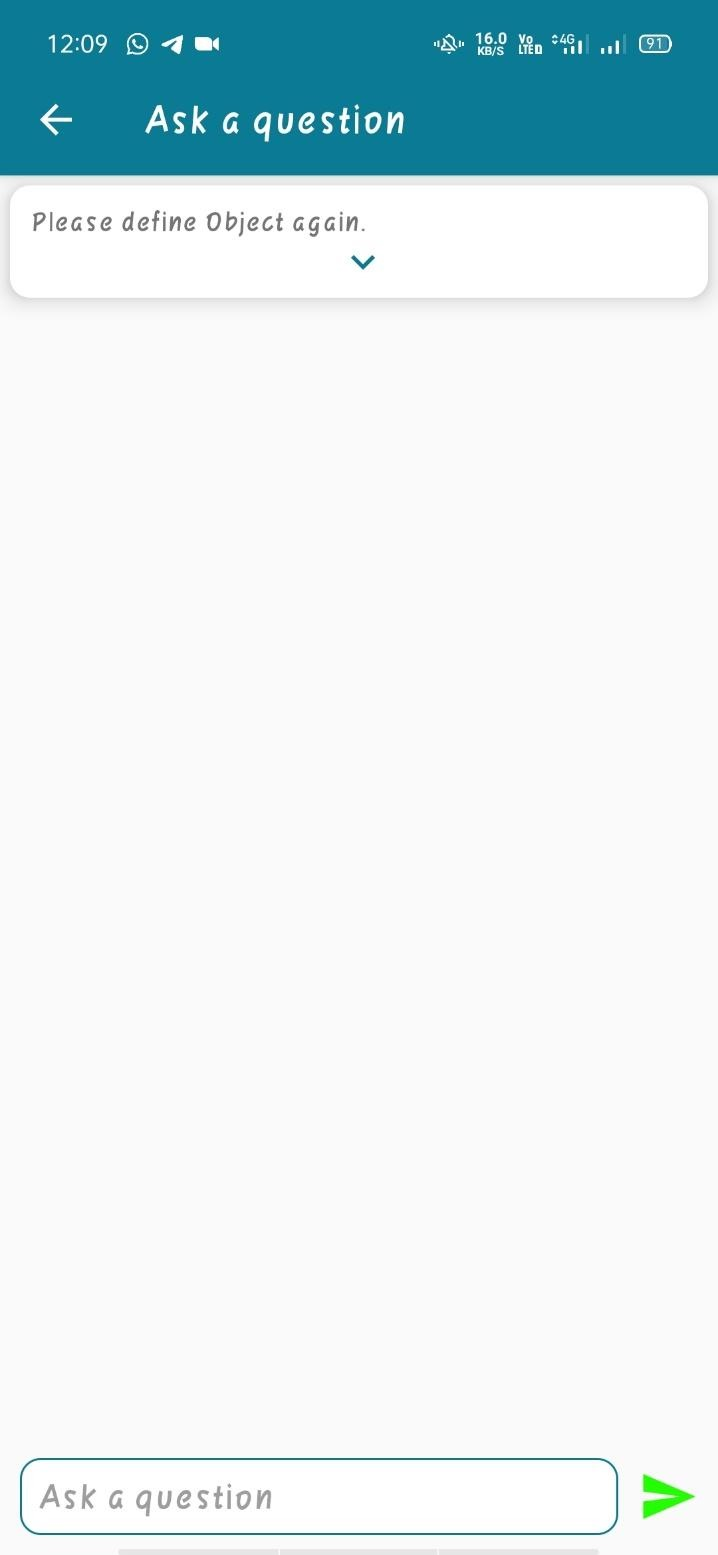 12:09 16.0 KB/S Vo LTE 4G 91
Ask a question
Please define Object again.
Ask a question